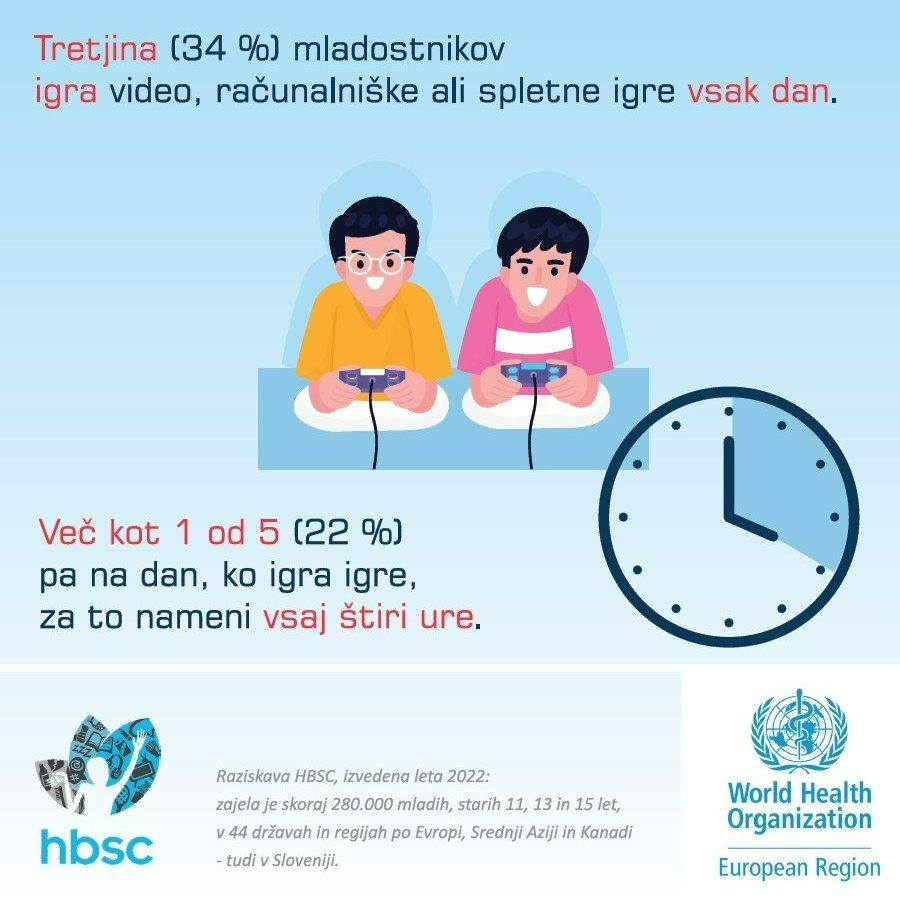 Tretjina (34 %) mladostnikov
igra video, računalniške ali spletne igre vsak dan.
Več kot 1 od 5 (22 %)
pa na dan, ko igra igre,
za to nameni vsaj štiri ure.
hbsc
Raziskava HBSC, izvedena leta 2022:
zajela je skoraj 280.000 mladih, starih 11, 13 in 15 let,
v 44 državah in regijah po Evropi, Srednji Aziji in Kanadi
- tudi v Sloveniji.
World Health
Organization
European Region